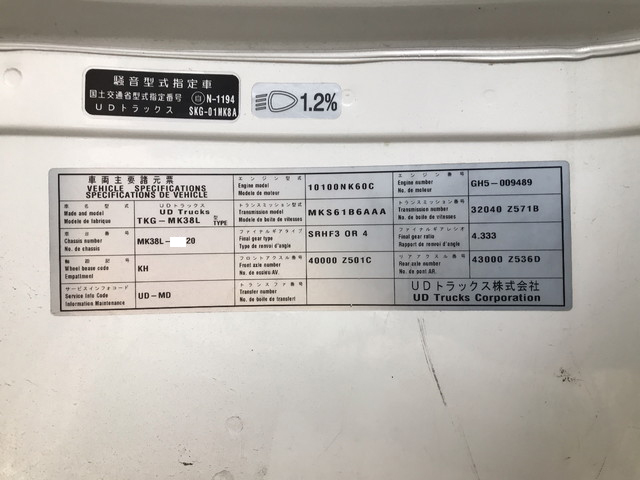 騒音型式指定車
国土交通省型式指定番号 N-1194
UDトラックス SKG-01MK8A
1.2%
車両主要諸元票
VEHICLE SPECIFICATIONS
SPECIFICATIONS DE VEHICLE
エンジン型式
Engine model
Modele de moteur
10100NK60C
エンジン番号
Engine number
No. de moteur
GH5-009489
車名型式
Made and model
Modele de fabrique
UDトラックス
UD Trucks
TKG-MK38L 型 TYPE
トランスミッション型式
Transmission model
Modele de boite de vitesses
MKS61B6AAA
トランスミッション番号
Transmission number
No. de boite de vitesses
32040 Z571B
車台番号
Chassis number
No. de chassis
MK38L- 20
ファイナルギアタイプ
Final gear type
Type de renvoi d'angle
SRHF3 OR 4
ファイナルギアレシオ
Final gear ratio
Rapport de renvoi d'angle
4.333
軸距記号
Wheel beuse code
Empattment
KH
フロントアクスル番号
Front axle number
No. de essieu AV.
40000 Z501C
リアアクスル番号
Rear axle number
No. de pont AR.
43000 Z536D
サービスインフォコード
Service Info Code
Information Maintenance
UD-MD
トランスファ番号
Transfer number
No. de boite de transfert
UDトラックス株式会社
UD Trucks Corporation